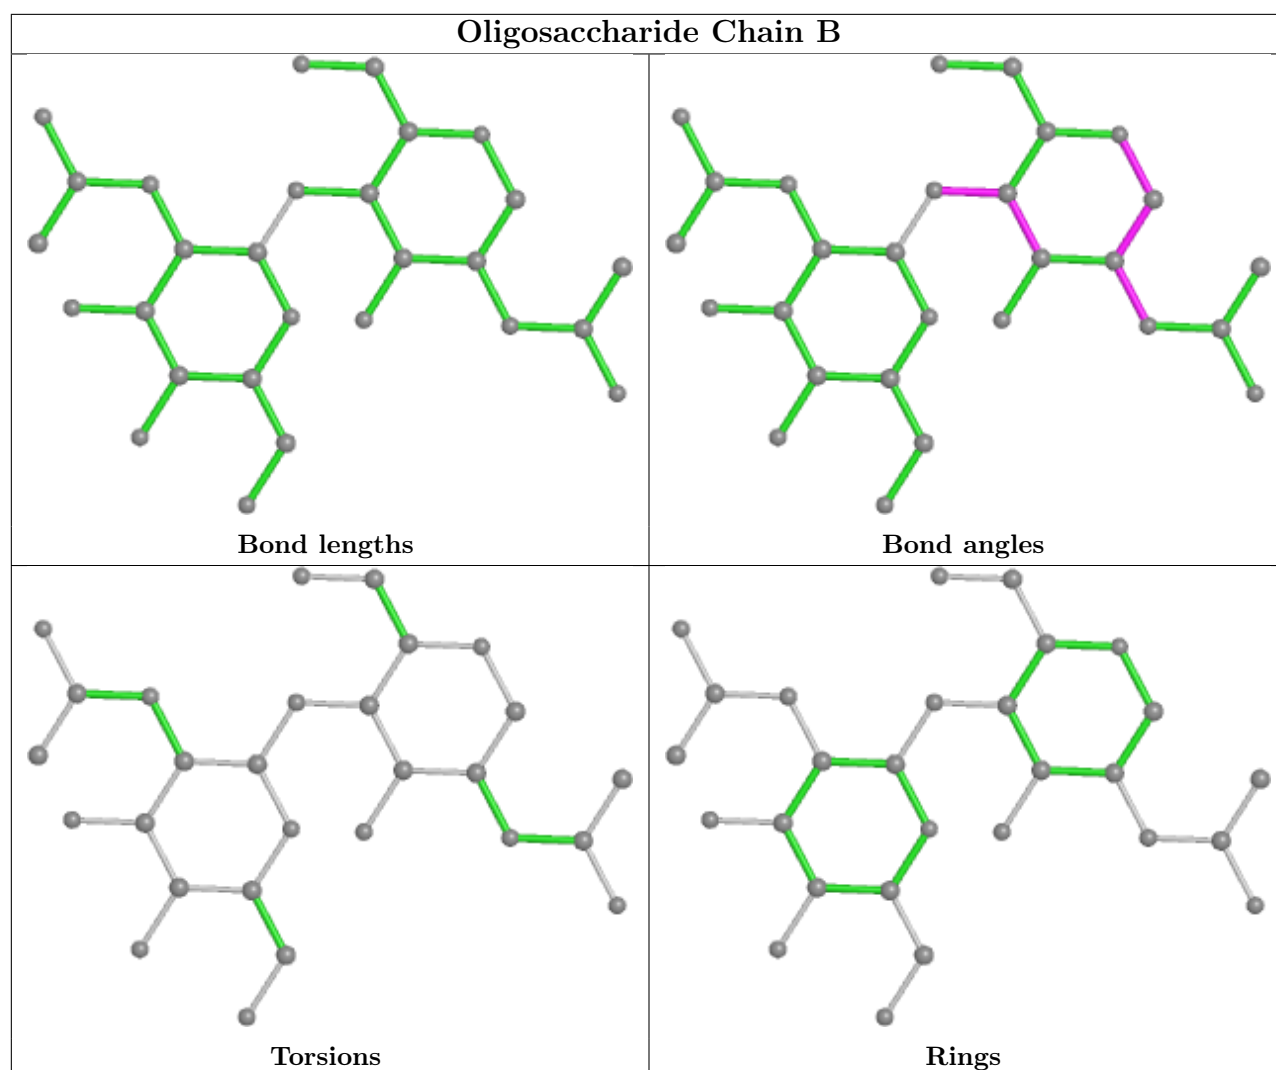 Oligosaccharide Chain B
Bond lengths
Bond angles
Torsions
Rings